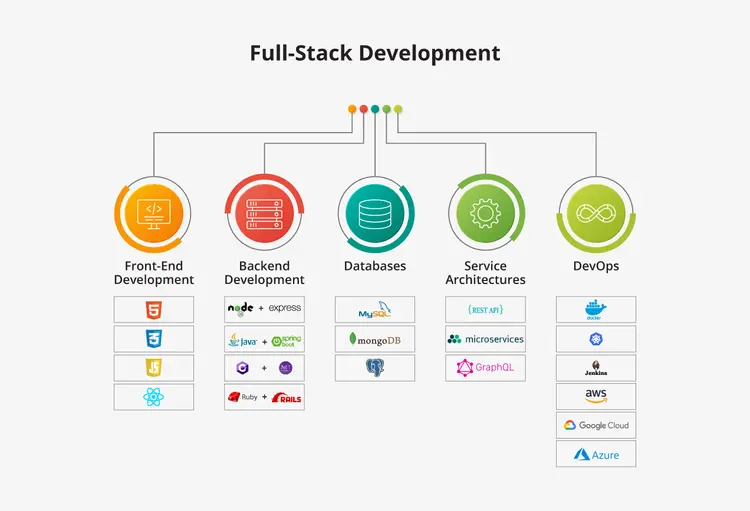 Full-Stack Development
Front-End
Development
Backend
Development
Databases
Service
Architectures
DevOps
5
3
JS
node + express
JS
Java + spring
boot
C +
Ruby + RAILS
MySQL
mongoDB
{REST API}
microservices
GraphQL
docker
Jenkins
aws
Google Cloud
Azure